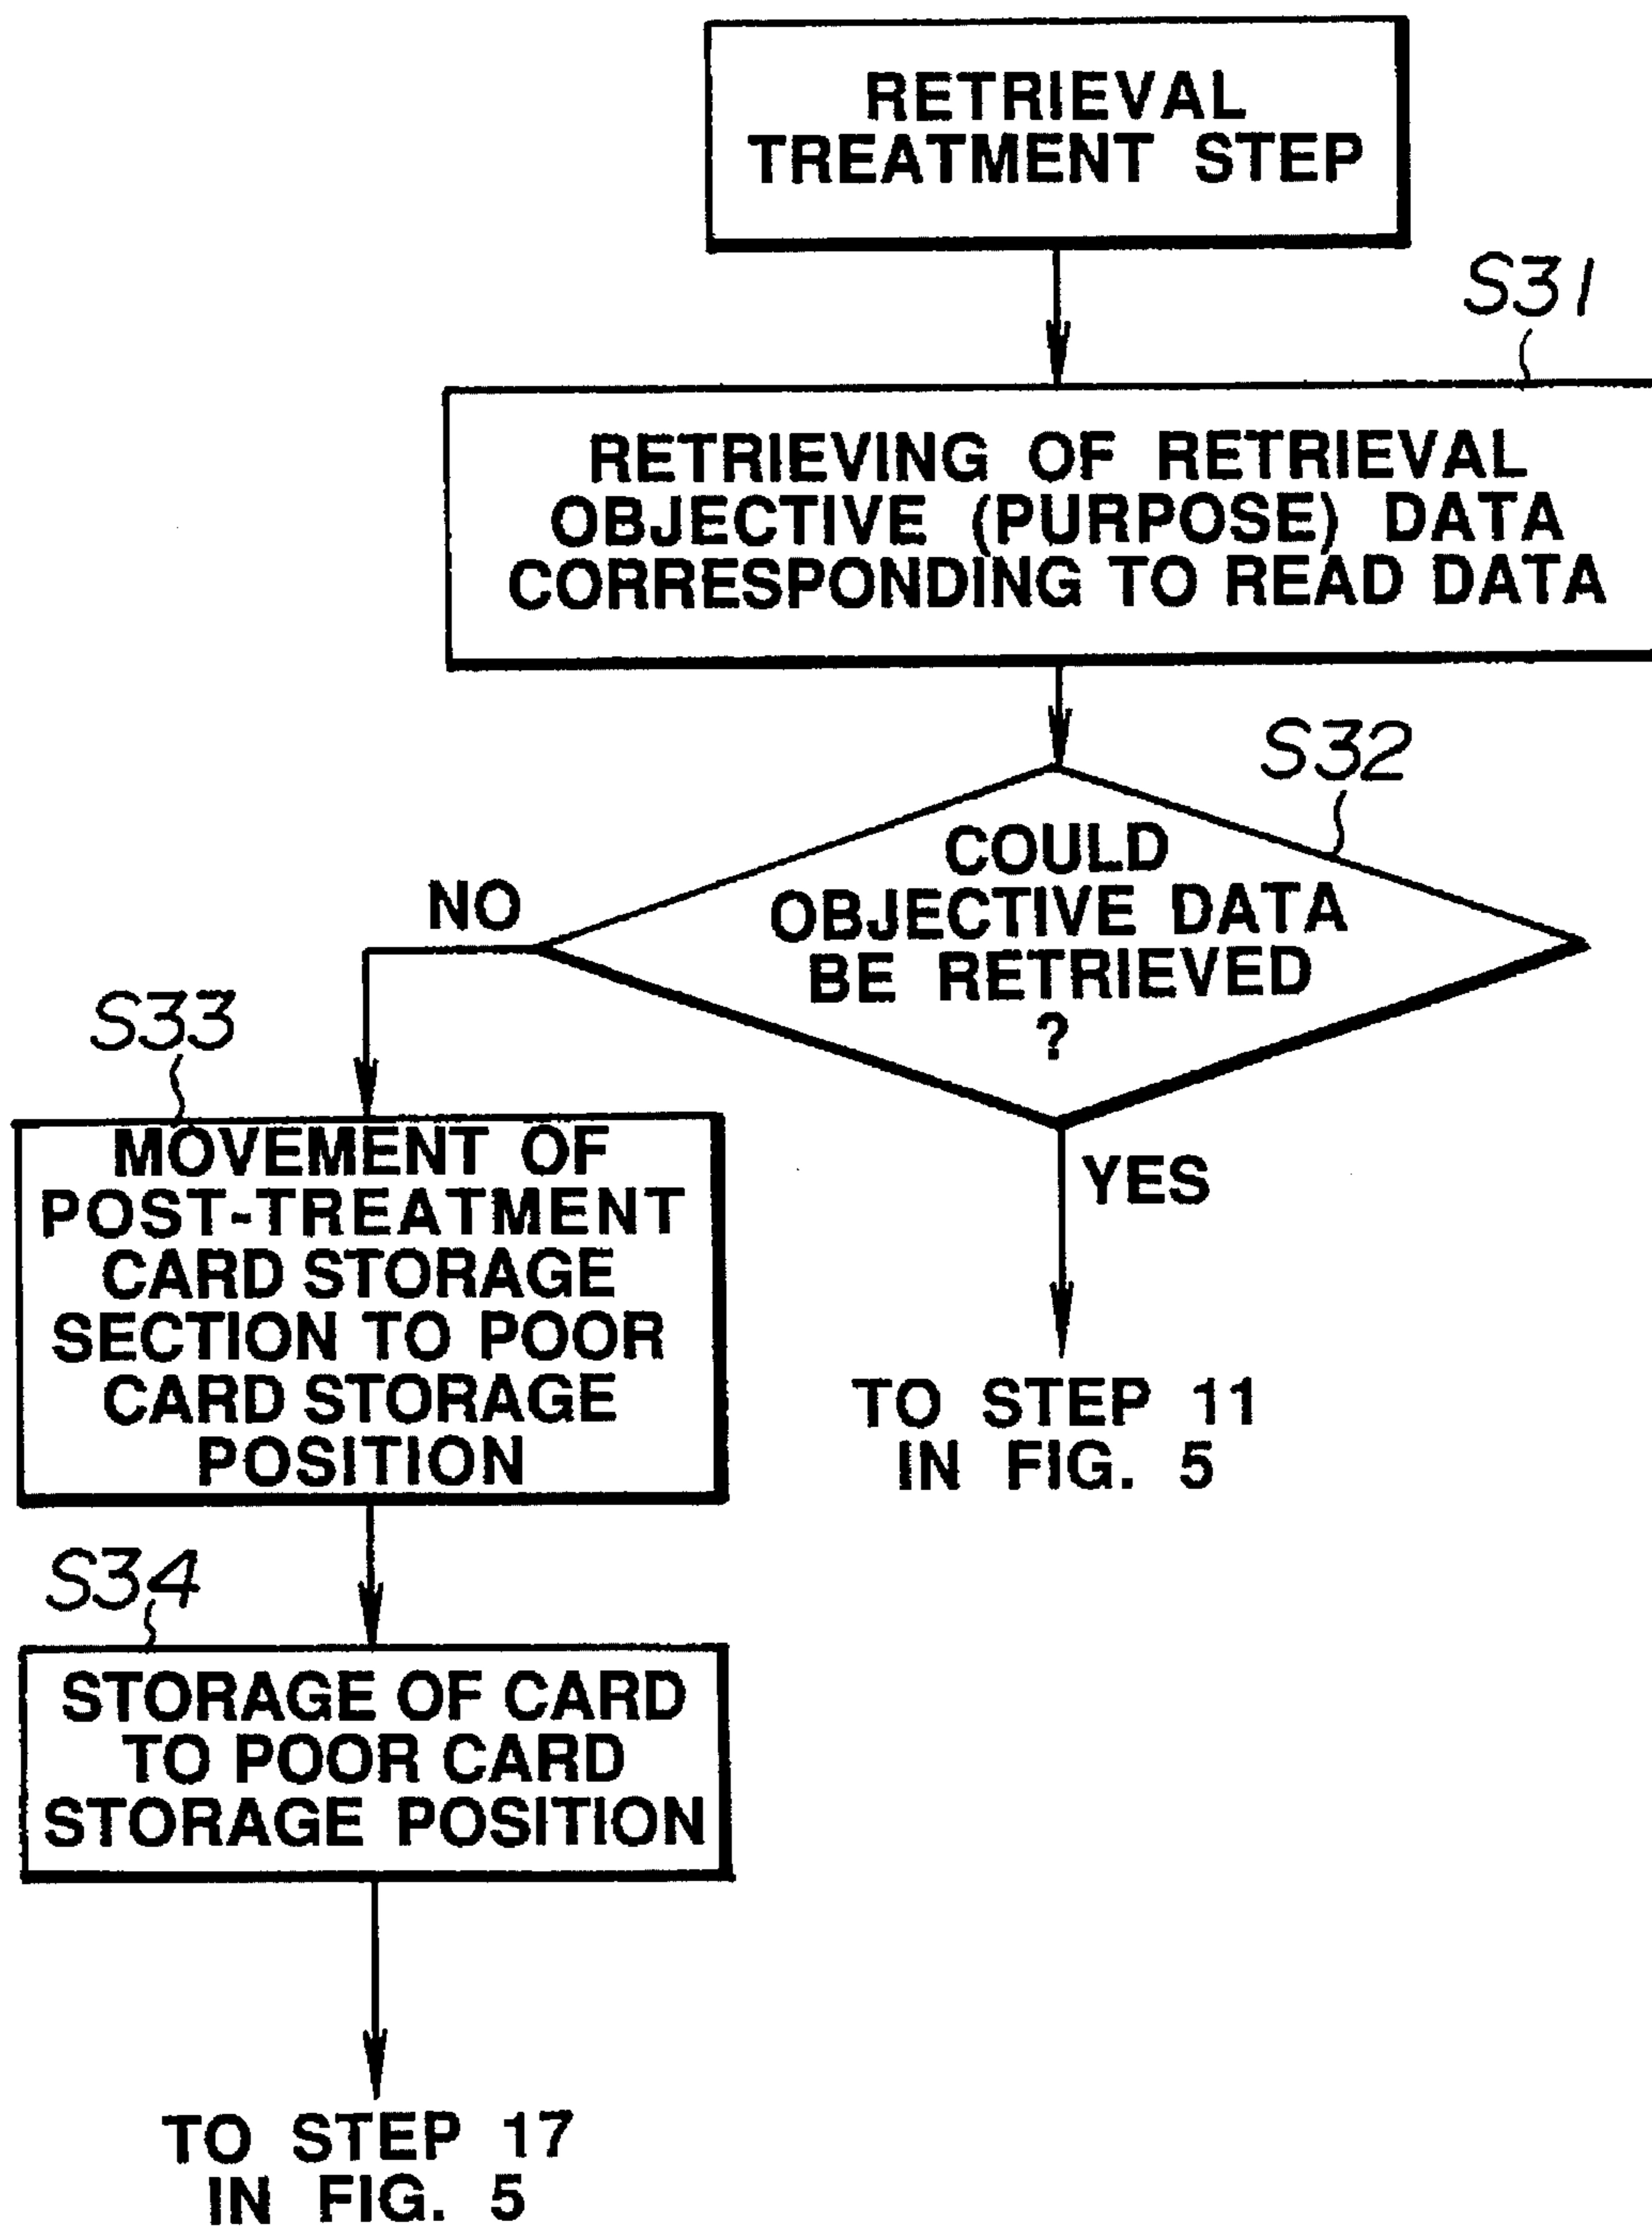 RETRIEVAL
TREATMENT STEP
S31
RETRIEVING OF RETRIEVAL
OBJECTIVE (PURPOSE) DATA
CORRESPONDING TO READ DATA
S32
COULD
OBJECTIVE DATA
BE RETRIEVED
?
NO
YES
TO STEP 11
IN FIG. 5
S33
MOVEMENT OF
POST-TREATMENT
CARD STORAGE
SECTION TO POOR
CARD STORAGE
POSITION
S34
STORAGE OF CARD
TO POOR CARD
STORAGE POSITION
TO STEP 17
IN FIG. 5